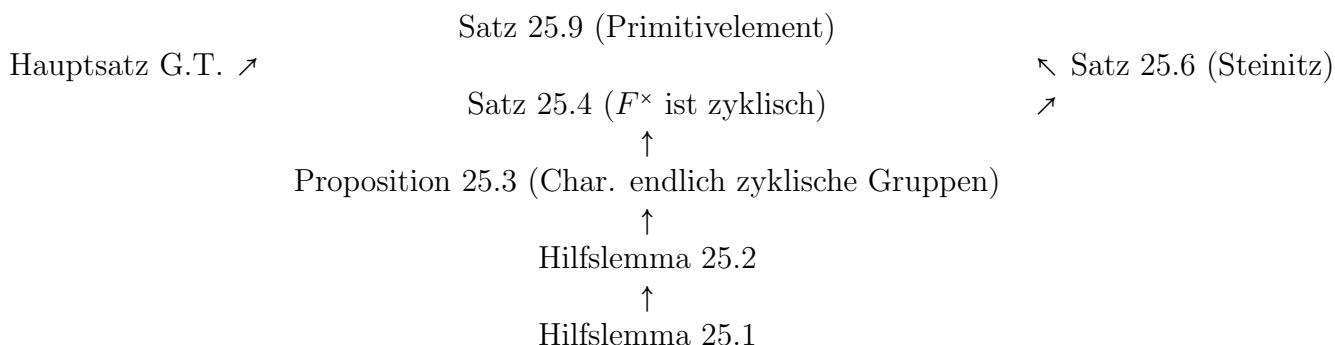 Satz 25.9 (Primitivelement)
Hauptsatz G.T. ↗ ↖ Satz 25.6 (Steinitz)
Satz 25.4 (F× ist zyklisch) ↗
↑
Proposition 25.3 (Char. endlich zyklische Gruppen)
↑
Hilfslemma 25.2
↑
Hilfslemma 25.1